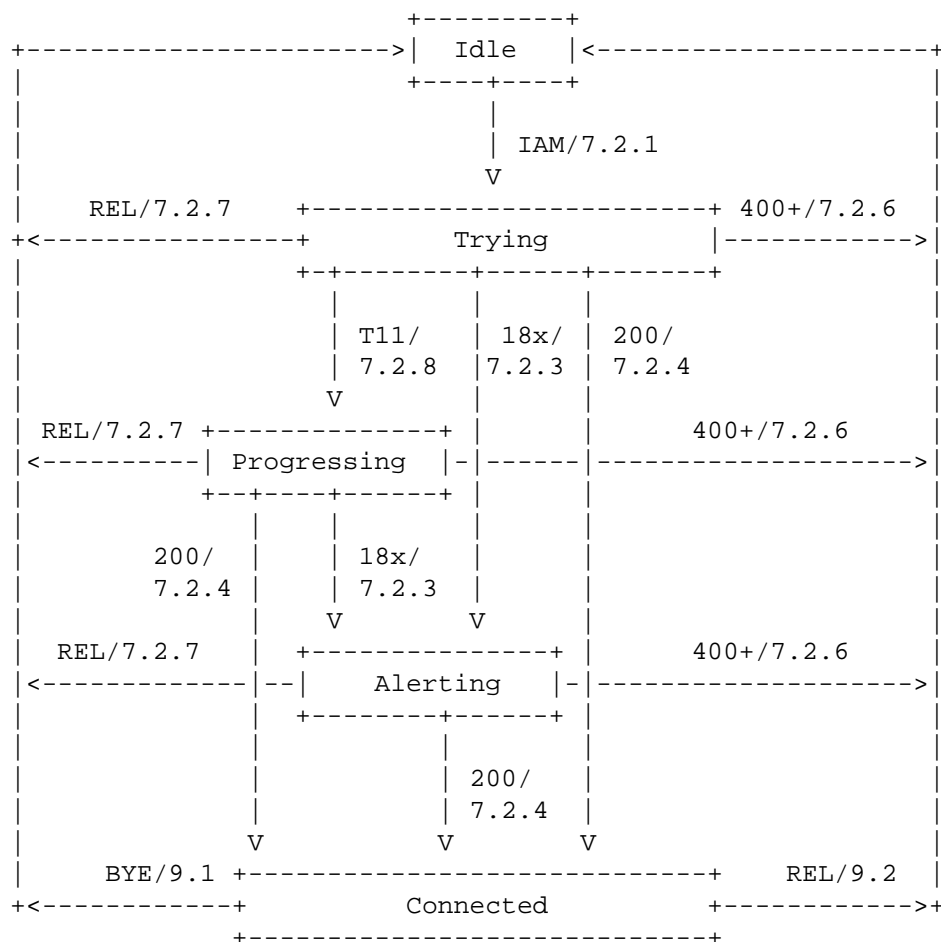 Idle
IAM/7.2.1
REL/7.2.7 400+/7.2.6
Trying
T11/ 18x/ 200/
7.2.8 7.2.3 7.2.4
REL/7.2.7 400+/7.2.6
Progressing
200/ 18x/
7.2.4 7.2.3
V V
REL/7.2.7 400+/7.2.6
Alerting
200/
7.2.4
V V V
BYE/9.1 REL/9.2
Connected